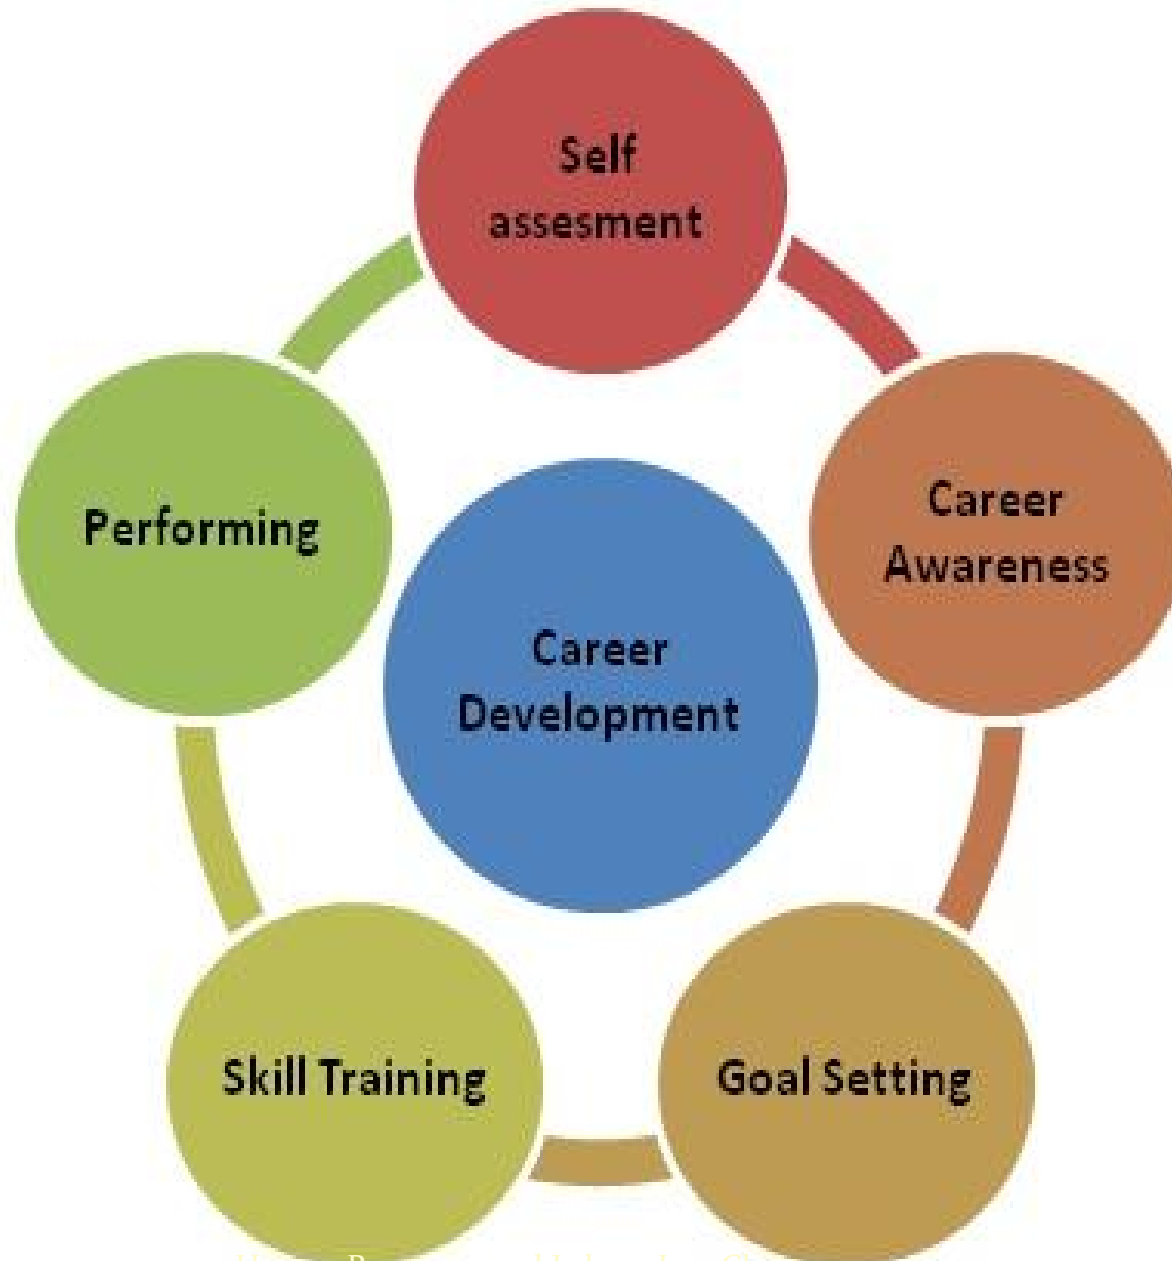 Self
assesment
Career
Awareness
Performing
Career
Development
Skill Training
Goal Setting